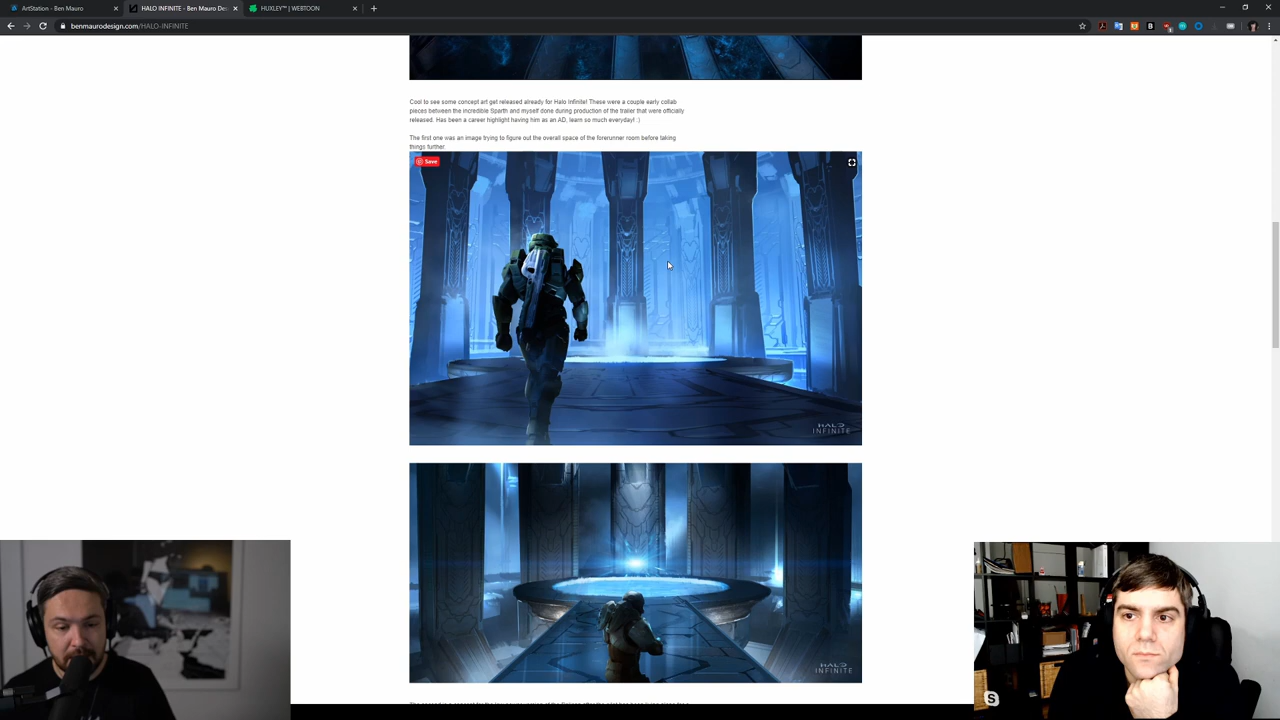 ArtStation - Ben Mauro
HALO INFINITE - Ben Mauro Des
HUXLEY™ | WEBTOON
benmaurodesign.com/HALO-INFINITE
Cool to see some concept art get released already for Halo Infinite! These were a couple early collab
pieces between the incredible Sparth and myself done during production of the trailer that were officially
released. Has been a career highlight having him as an AD, learn so much everyday! :)
The first one was an image trying to figure out the overall space of the forerunner room before taking
things further.
Save
HALO
INFINITE
HALO
INFINITE